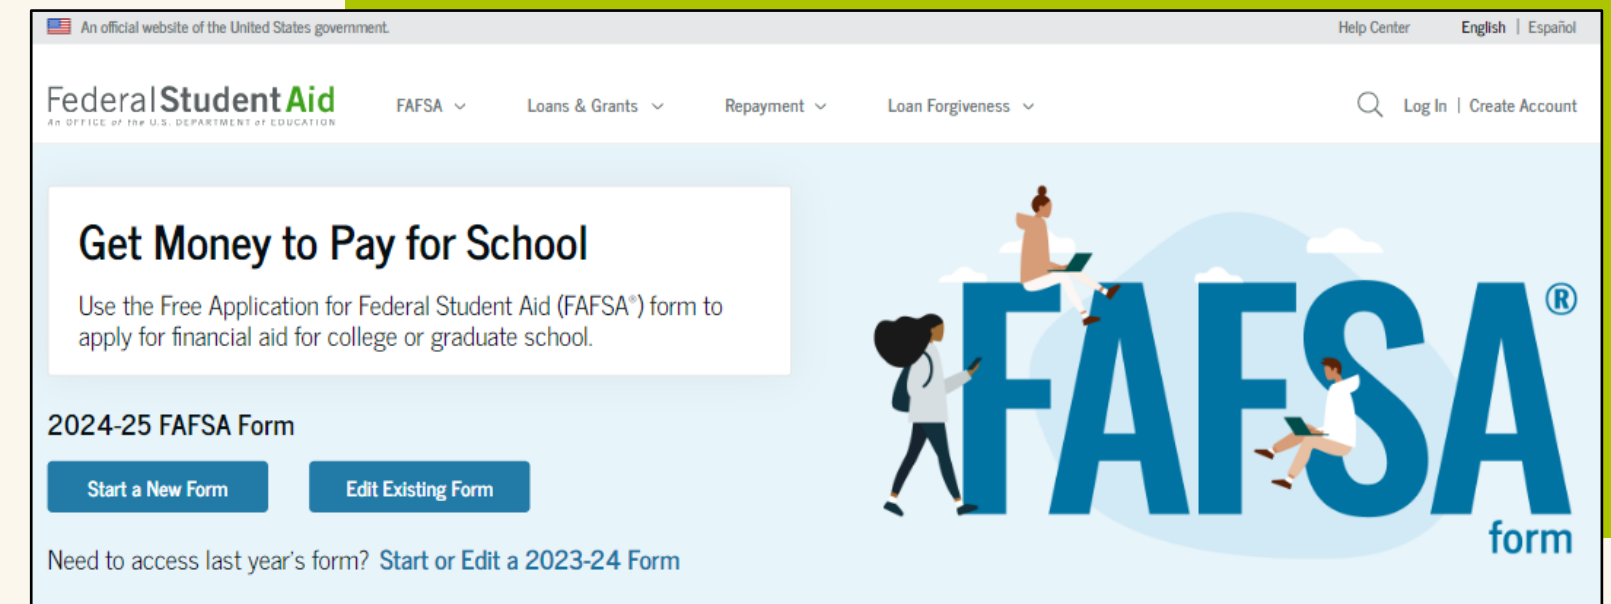 An official website of the United States government.
Help Center English | Español
Federal Student Aid
An OFFICE of the U.S. DEPARTMENT of EDUCATION
FAFSA Loans & Grants Repayment Loan Forgiveness
Log In | Create Account
Get Money to Pay for School
Use the Free Application for Federal Student Aid (FAFSA®) form to
apply for financial aid for college or graduate school.
2024-25 FAFSA Form
Start a New Form Edit Existing Form
Need to access last year's form? Start or Edit a 2023-24 Form
FAFSA®
form